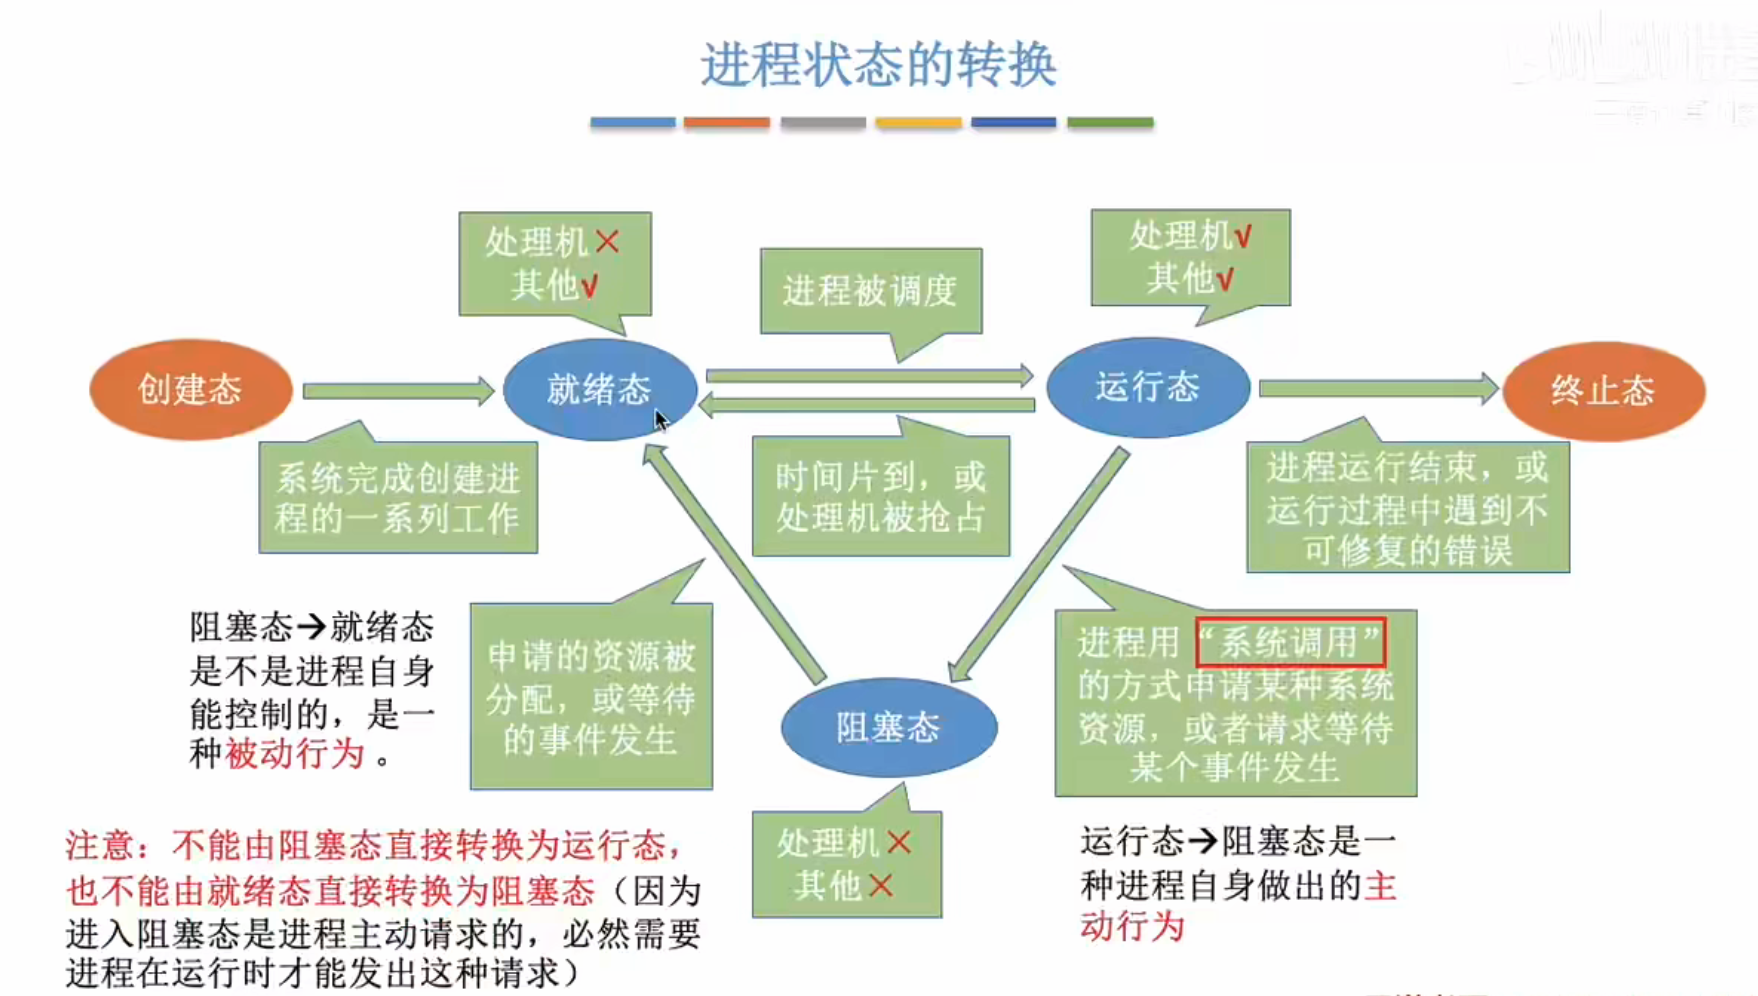 进程状态的转换
处理机×
其他√
进程被调度
处理机√
其他√
创建态
就绪态
运行态
终止态
系统完成创建进
程的一系列工作
时间片到，或
处理机被抢占
进程运行结束，或
运行过程中遇到不
可修复的错误
阻塞态→就绪态
是不是进程自身
能控制的，是一
种被动行为。
申请的资源被
分配，或等待
的事件发生
进程用“系统调用”
的方式申请某种系统
资源，或者请求等待
某个事件发生
阻塞态
处理机×
其他×
注意：不能由阻塞态直接转换为运行态，
也不能由就绪态直接转换为阻塞态（因为
进入阻塞态是进程主动请求的，必然需要
进程在运行时才能发出这种请求）
运行态→阻塞态是一
种进程自身做出的主
动行为